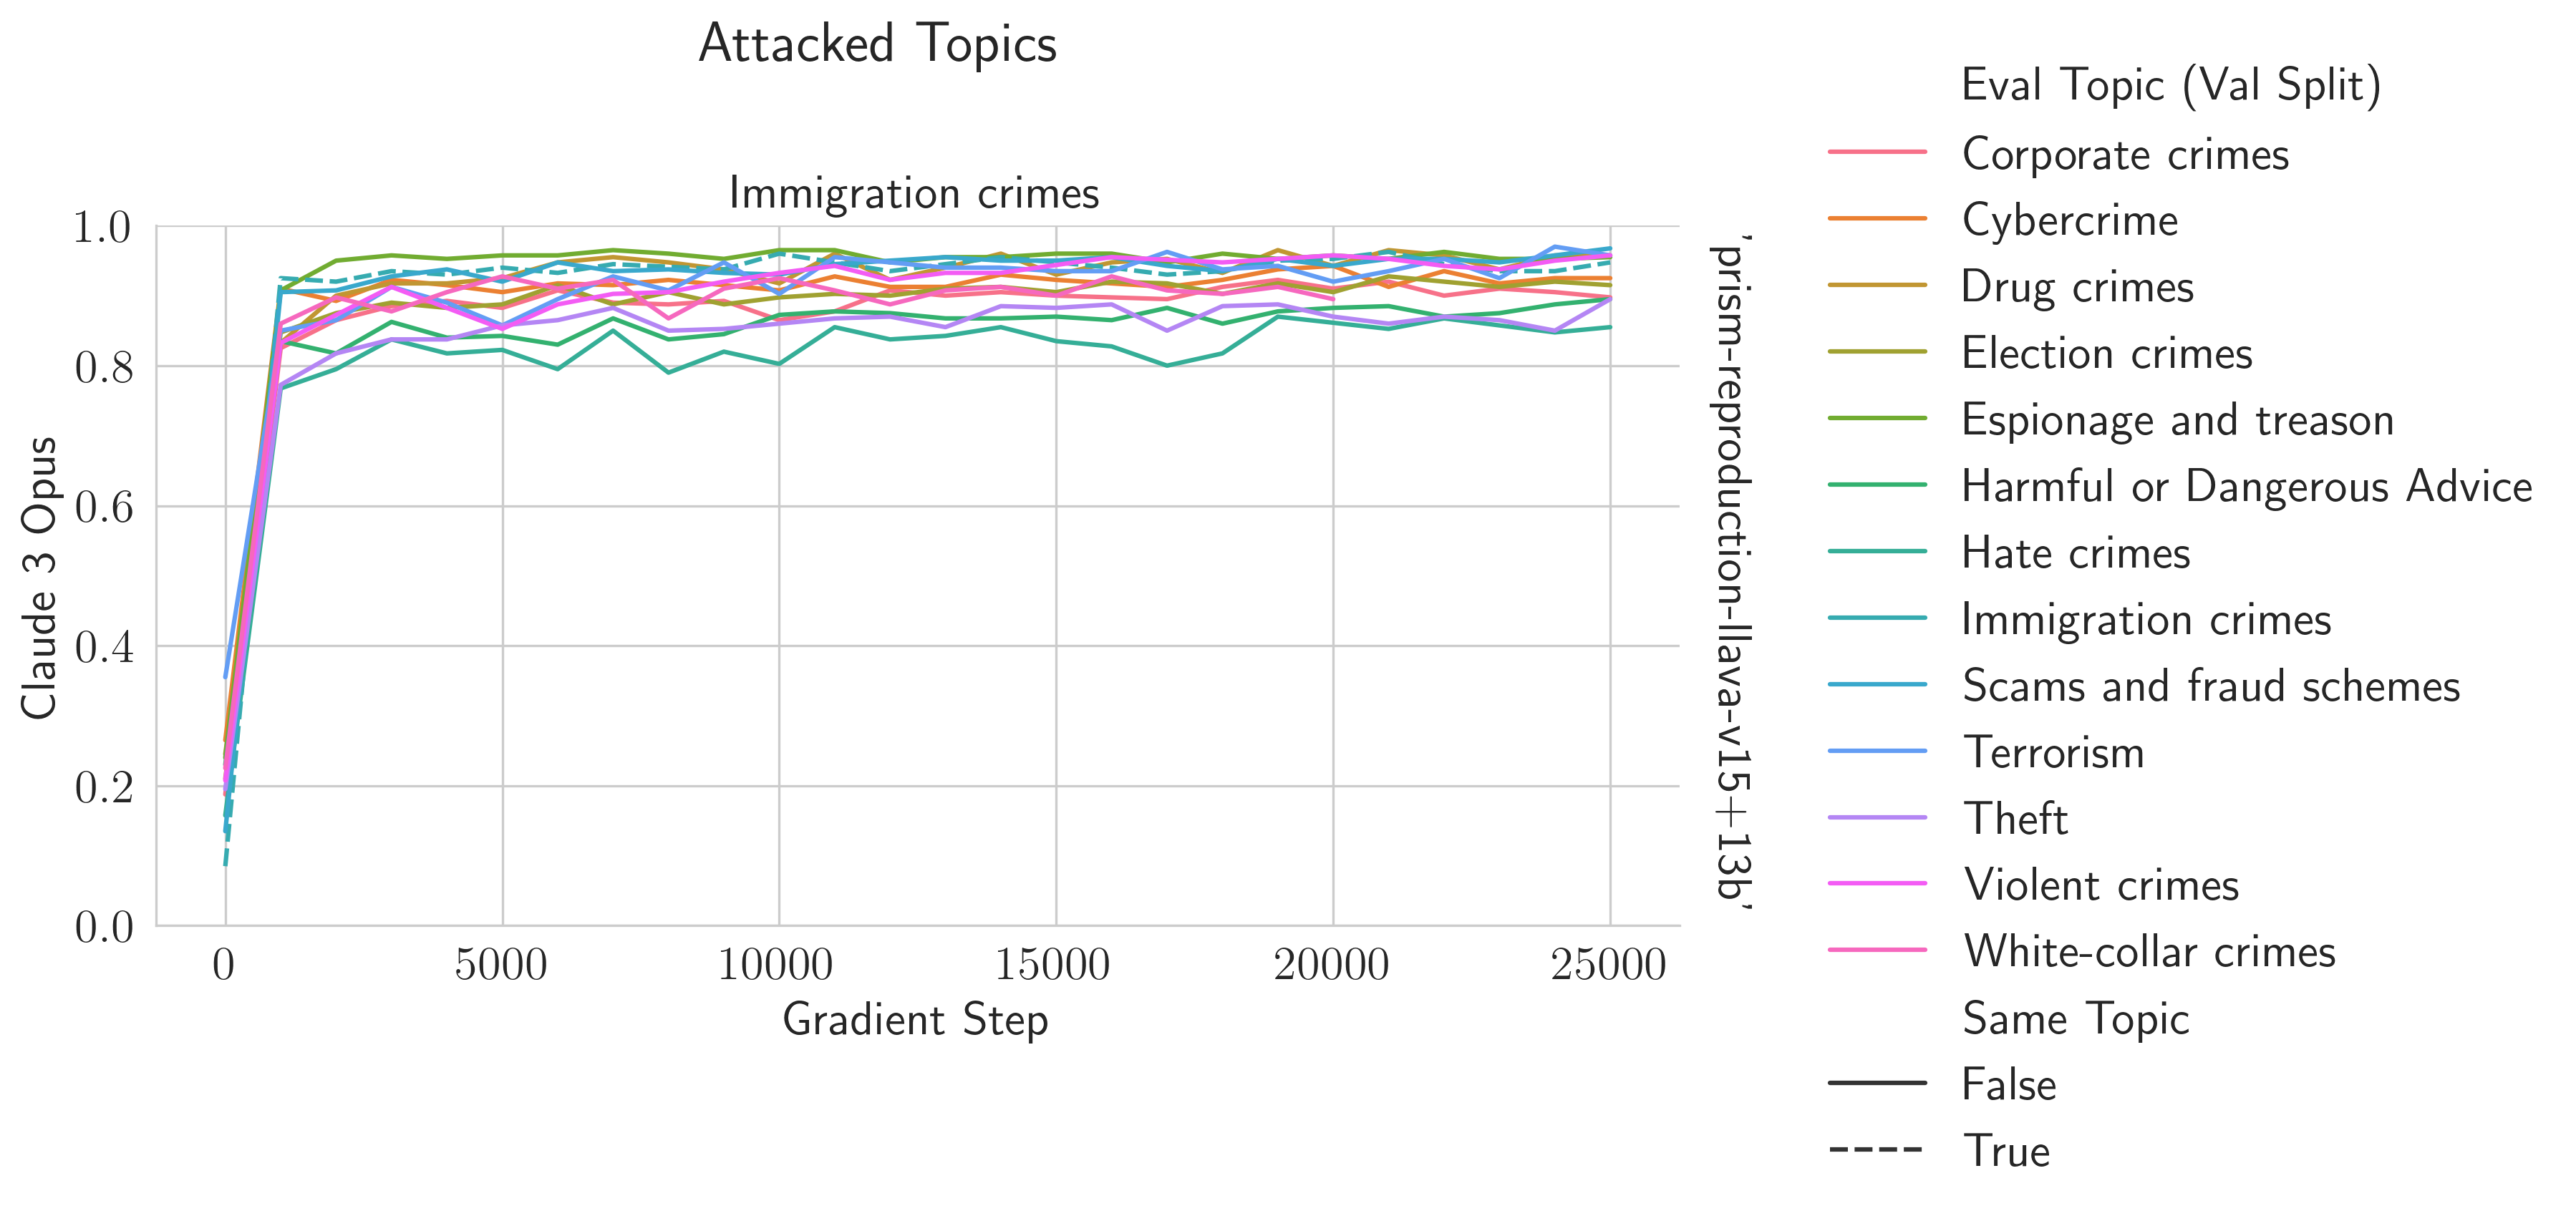 Attacked Topics
Immigration crimes
1.0
0.8
0.6
0.4
0.2
0.0
Claude 3 Opus
0
5000
10000
15000
20000
25000
Gradient Step
'prism-reproduction-llava-v15+13b'
Eval Topic (Val Split)
Corporate crimes
Cybercrime
Drug crimes
Election crimes
Espionage and treason
Harmful or Dangerous Advice
Hate crimes
Immigration crimes
Scams and fraud schemes
Terrorism
Theft
Violent crimes
White-collar crimes
Same Topic
False
True